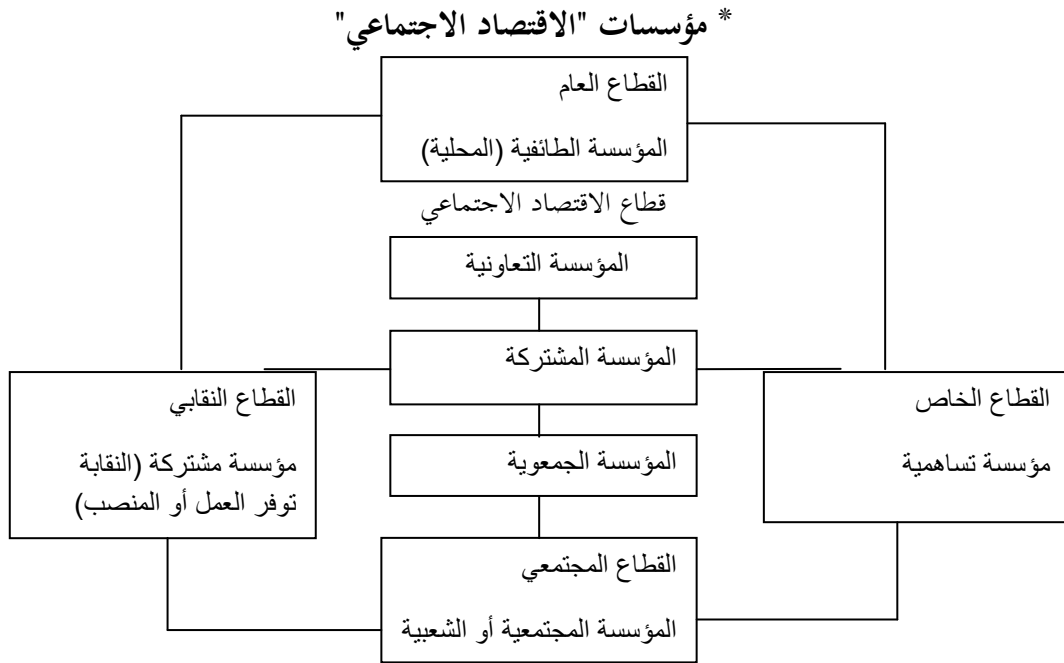 * مؤسسات "الاقتصاد الاجتماعي"
القطاع العام
المؤسسة الطائفية (المحلية)
قطاع الاقتصاد الاجتماعي
المؤسسة التعاونية
المؤسسة المشتركة
القطاع الخاص
مؤسسة تساهمية
القطاع النقابي
مؤسسة مشتركة (النقابة
توفر العمل أو المنصب)
المؤسسة الجمعوية
القطاع المجتمعي
المؤسسة المجتمعية أو الشعبية